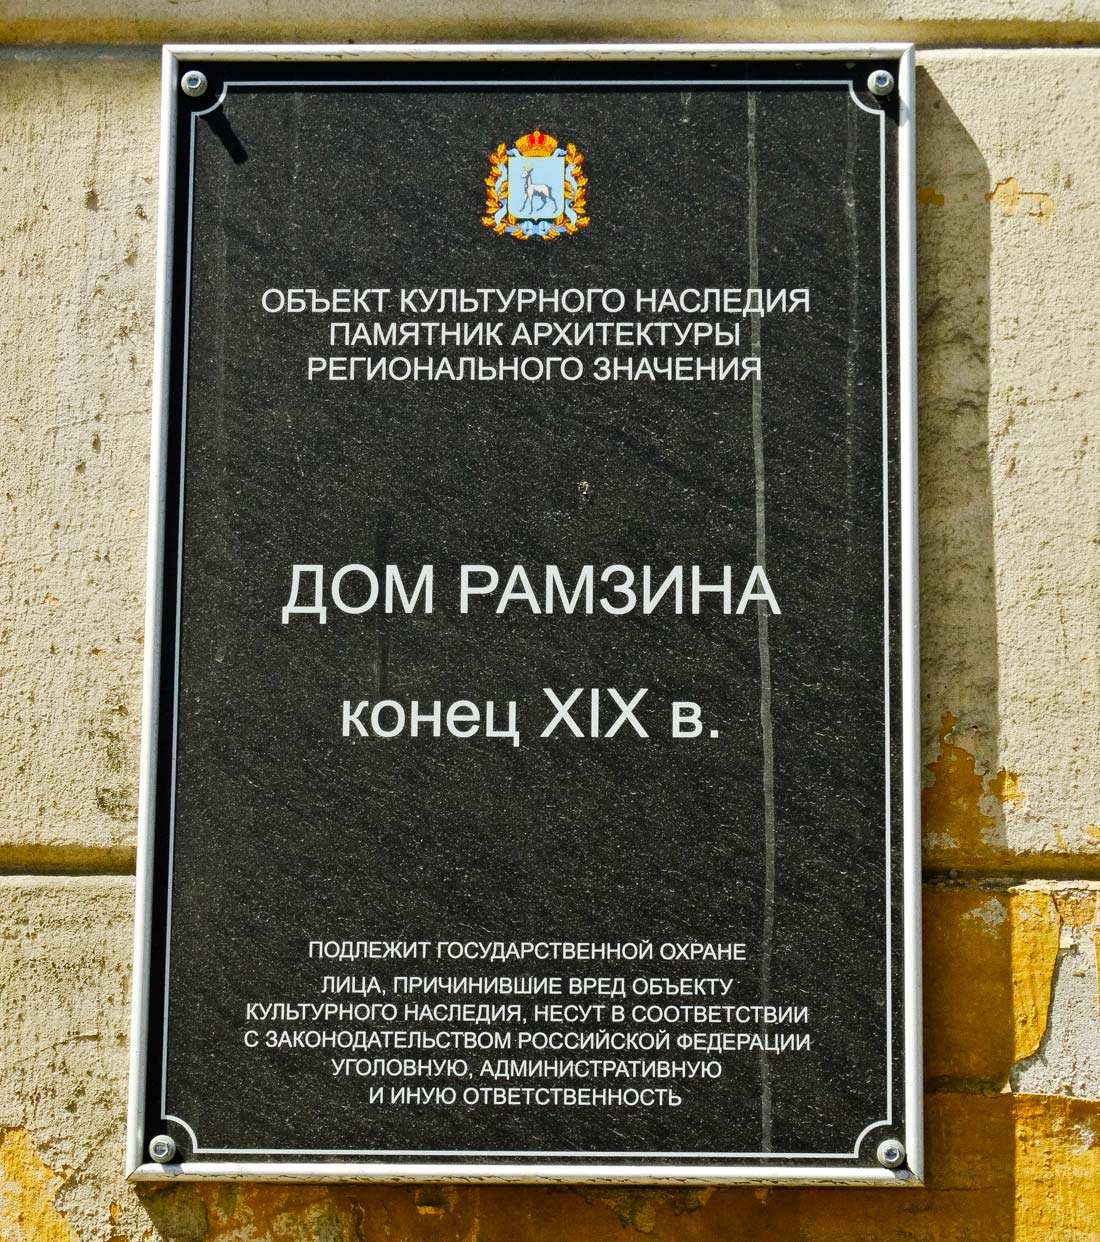 ОБЪЕКТ КУЛЬТУРНОГО НАСЛЕДИЯ
ПАМЯТНИК АРХИТЕКТУРЫ
РЕГИОНАЛЬНОГО ЗНАЧЕНИЯ
ДОМ РАМЗИНА
конец XIX в.
ПОДЛЕЖИТ ГОСУДАРСТВЕННОЙ ОХРАНЕ
ЛИЦА, ПРИЧИНИВШИЕ ВРЕД ОБЪЕКТУ
КУЛЬТУРНОГО НАСЛЕДИЯ, НЕСУТ В СООТВЕТСТВИИ
С ЗАКОНОДАТЕЛЬСТВОМ РОССИЙСКОЙ ФЕДЕРАЦИИ
УГОЛОВНУЮ, АДМИНИСТРАТИВНУЮ
И ИНУЮ ОТВЕТСТВЕННОСТЬ